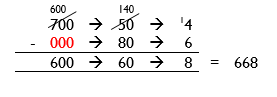 600 140
700 → 50 → ¹4
- 000 → 80 → 6
600 → 60 → 8 = 668